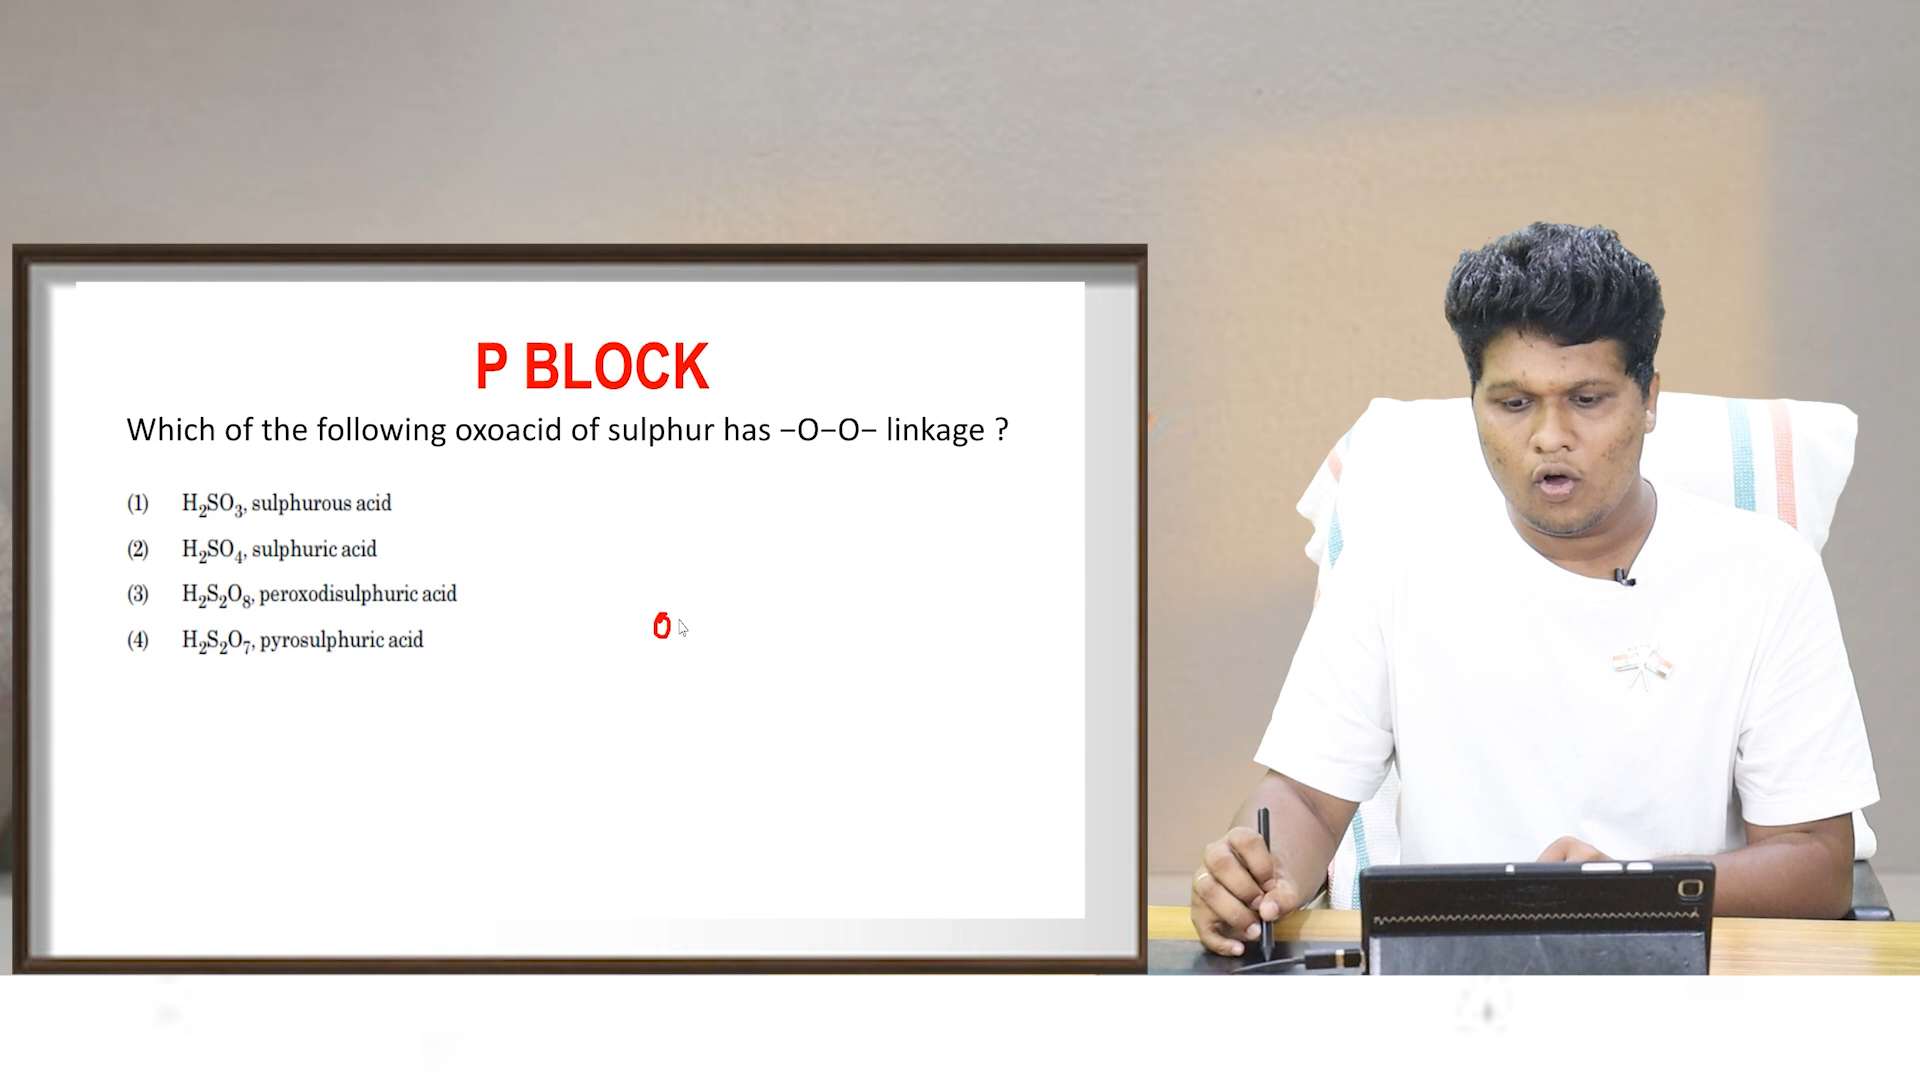 P BLOCK
Which of the following oxoacid of sulphur has −O−O− linkage ?
(1) H₂SO₃, sulphurous acid
(2) H₂SO₄, sulphuric acid
(3) H₂S₂O₈, peroxodisulphuric acid
O
(4) H₂S₂O₇, pyrosulphuric acid